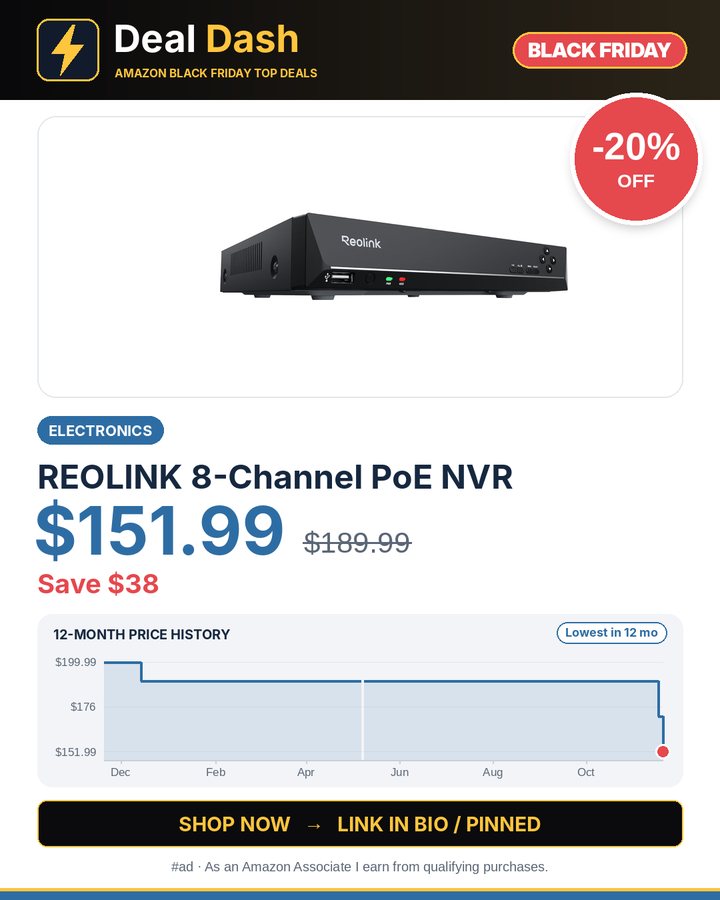 Deal Dash
AMAZON BLACK FRIDAY TOP DEALS
BLACK FRIDAY
-20%
OFF
Reolink
ELECTRONICS
REOLINK 8-Channel PoE NVR
$151.99 $189.99
Save $38
12-MONTH PRICE HISTORY
Lowest in 12 mo
$199.99
$176
$151.99
Dec Feb Apr Jun Aug Oct
SHOP NOW → LINK IN BIO / PINNED
#ad · As an Amazon Associate I earn from qualifying purchases.